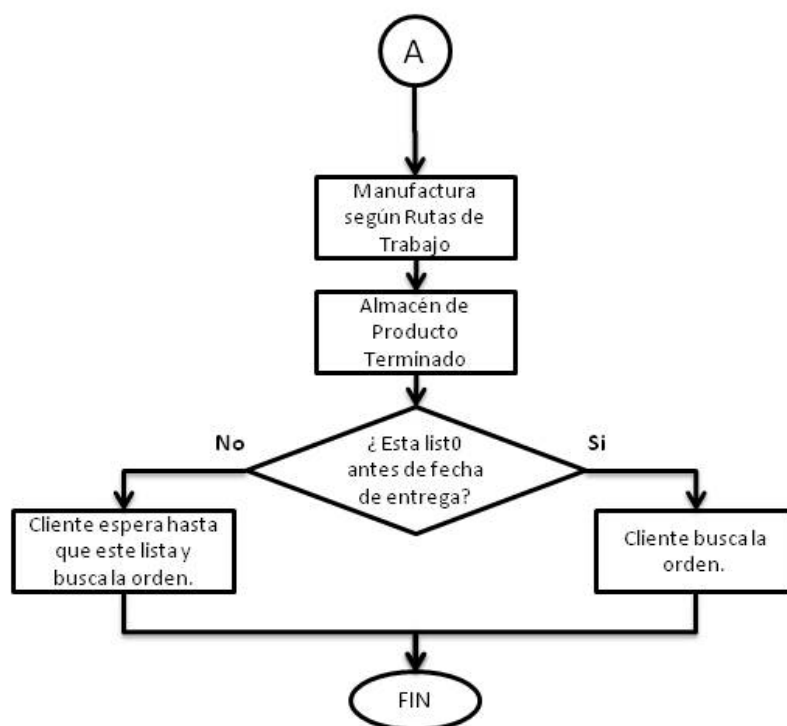 A
Manufactura
según Rutas de
Trabajo
Almacén de
Producto
Terminado
No
¿ Esta list0
antes de fecha
de entrega?
Si
Cliente espera hasta
que este lista y
busca la orden.
Cliente busca la
orden.
FIN